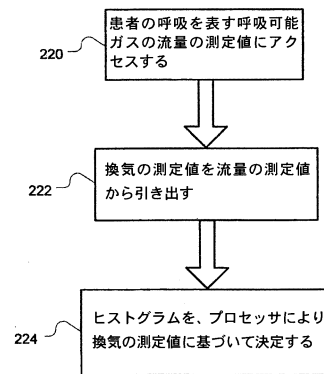 220
患者の呼吸を表す呼吸可能
ガスの流量の測定値にアク
セスする
222
換気の測定値を流量の測定値
から引き出す
224
ヒストグラムを、プロセッサにより
換気の測定値に基づいて決定する